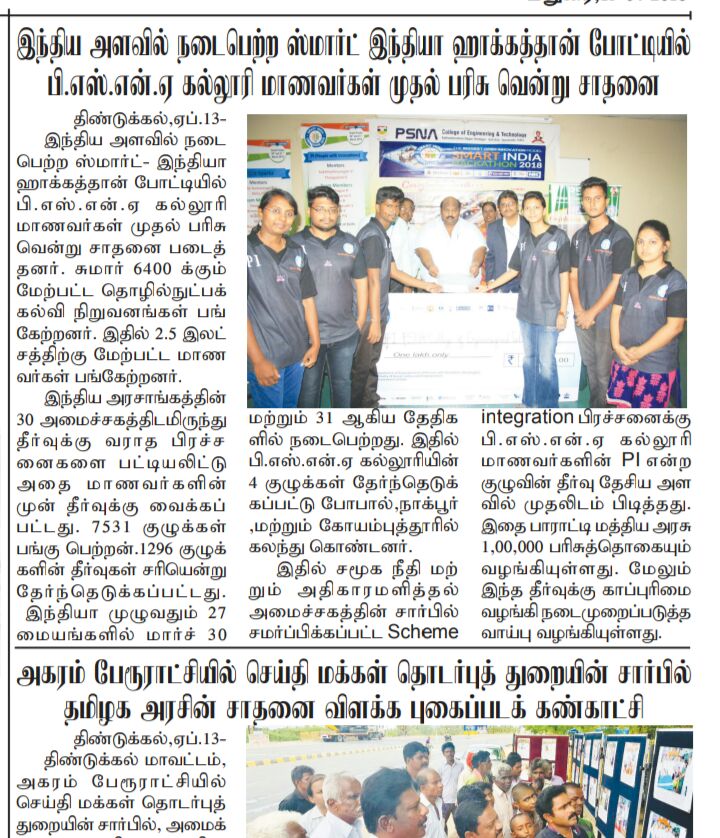 இந்திய அளவில் நடைபெற்ற ஸ்மார்ட் இந்தியா ஹாக்கத்தான் போட்டியில்
பி.எஸ்.என்.ஏ கல்லூரி மாணவர்கள் முதல் பரிசு வென்று சாதனை
திண்டுக்கல்,ஏப்.13-
இந்திய அளவில் நடை
பெற்ற ஸ்மார்ட்- இந்தியா
ஹாக்கத்தான் போட்டியில்
பி.எஸ்.என்.ஏ கல்லூரி
மாணவர்கள் முதல் பரிசு
வென்று சாதனை படைத்
தனர். சுமார் 6400 க்கும்
மேற்பட்ட தொழில்நுட்பக்
கல்வி நிறுவனங்கள் பங்
கேற்றனர். இதில் 2.5 இலட்
சத்திற்கு மேற்பட்ட மாண
வர்கள் பங்கேற்றனர்.
இந்திய அரசாங்கத்தின்
30 அமைச்சகத்திடமிருந்து
தீர்வுக்கு வராத பிரச்ச
னைகளை பட்டியலிட்டு
அதை மாணவர்களின்
முன் தீர்வுக்கு வைக்கப்
பட்டது. 7531 குழுக்கள்
பங்கு பெற்றன்.1296 குழுக்
களின் தீர்வுகள் சரியென்று
தேர்ந்தெடுக்கப்பட்டது.
இந்தியா முழுவதும் 27
மையங்களில் மார்ச் 30
PSNA College of Engineering & Technology
SMART INDIA
HACKATHON 2018
Mentors
Mentors
PI
PI
One lakh only
₹
மற்றும் 31 ஆகிய தேதிக
ளில் நடைபெற்றது. இதில்
பி.எஸ்.என்.ஏ கல்லூரியின்
4 குழுக்கள் தேர்ந்தெடுக்
கப்பட்டு போபால்,நாக்பூர்
,மற்றும் கோயம்புத்தூரில்
கலந்து கொண்டனர்.
இதில் சமூக நீதி மற்
றும் அதிகாரமளித்தல்
அமைச்சகத்தின் சார்பில்
சமர்ப்பிக்கப்பட்ட Scheme
integration பிரச்சனைக்கு
பி.எஸ்.என்.ஏ கல்லூரி
மாணவர்களின் PI என்ற
குழுவின் தீர்வு தேசிய அள
வில் முதலிடம் பிடித்தது.
இதை பாராட்டி மத்திய அரசு
1,00,000 பரிசுத்தொகையும்
வழங்கியுள்ளது. மேலும்
இந்த தீர்வுக்கு காப்புரிமை
வழங்கி நடைமுறைப்படுத்த
வாய்பு வழங்கியுள்ளது.
அகரம் பேரூராட்சியில் செய்தி மக்கள் தொடர்புத் துறையின் சார்பில்
தமிழக அரசின் சாதனை விளக்க புகைப்படக் கண்காட்சி
திண்டுக்கல்,ஏப்.13-
திண்டுக்கல் மாவட்டம்,
அகரம் பேரூராட்சியில்
செய்தி மக்கள் தொடர்புத்
துறையின் சார்பில், அமைக்